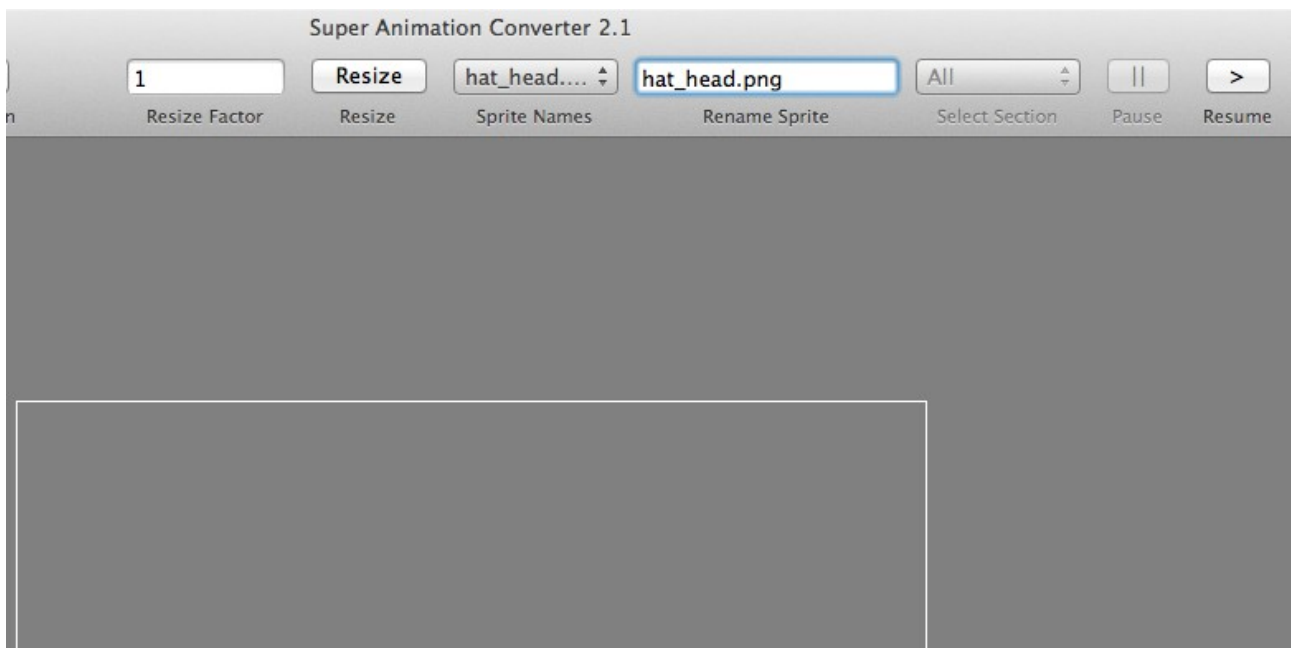 Super Animation Converter 2.1
1 Resize hat_head.... hat_head.png All || >
n Resize Factor Resize Sprite Names Rename Sprite Select Section Pause Resume